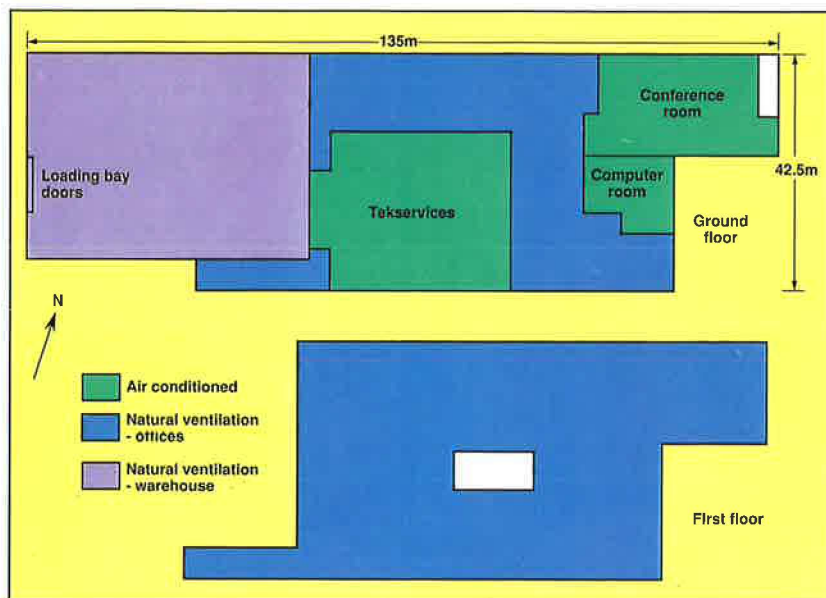 135m
Conference
room
Loading bay
doors
42.5m
Computer
room
Tekservices
Ground
floor
N
Air conditioned
Natural ventilation
- offices
Natural ventilation
- warehouse
First floor